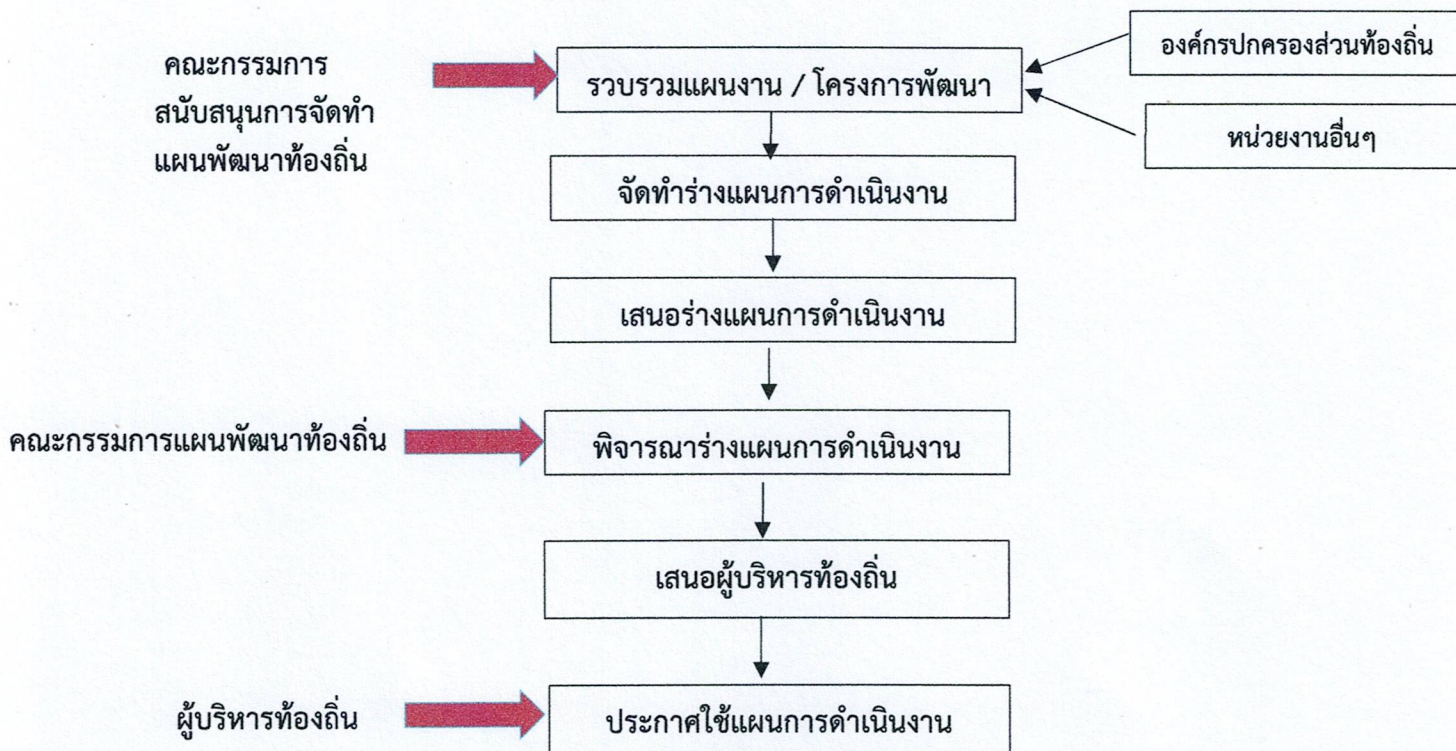 คณะกรรมการ
สนับสนุนการจัดทำ
แผนพัฒนาท้องถิ่น
รวบรวมแผนงาน / โครงการพัฒนา
องค์กรปกครองส่วนท้องถิ่น
หน่วยงานอื่นๆ
จัดทำร่างแผนการดำเนินงาน
เสนอร่างแผนการดำเนินงาน
คณะกรรมการแผนพัฒนาท้องถิ่น
พิจารณาร่างแผนการดำเนินงาน
เสนอผู้บริหารท้องถิ่น
ผู้บริหารท้องถิ่น
ประกาศใช้แผนการดำเนินงาน